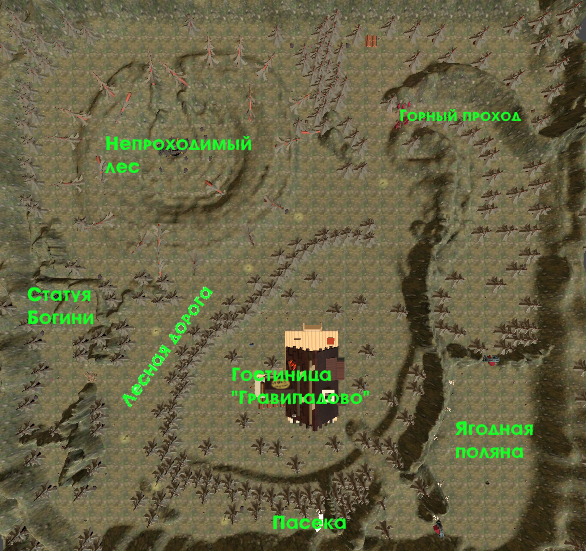 Горный проход
Непроходимый
лес
Статуя
Богини
Лесная дорога
Гостиница
"Гравипадово"
Ягодная
поляна
Пасека